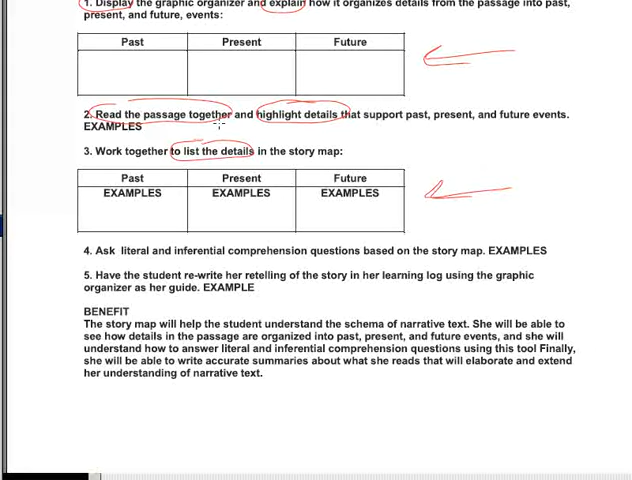 1. Display the graphic organizer and explain how it organizes details from the passage into past,
present, and future, events:
Past Present Future
2. Read the passage together and highlight details that support past, present, and future events.
EXAMPLES
3. Work together to list the details in the story map:
Past Present Future
EXAMPLES EXAMPLES EXAMPLES
4. Ask literal and inferential comprehension questions based on the story map. EXAMPLES
5. Have the student re-write her retelling of the story in her learning log using the graphic
organizer as her guide. EXAMPLE
BENEFIT
The story map will help the student understand the schema of narrative text. She will be able to
see how details in the passage are organized into past, present, and future events, and she will
understand how to answer literal and inferential comprehension questions using this tool Finally,
she will be able to write accurate summaries about what she reads that will elaborate and extend
her understanding of narrative text.